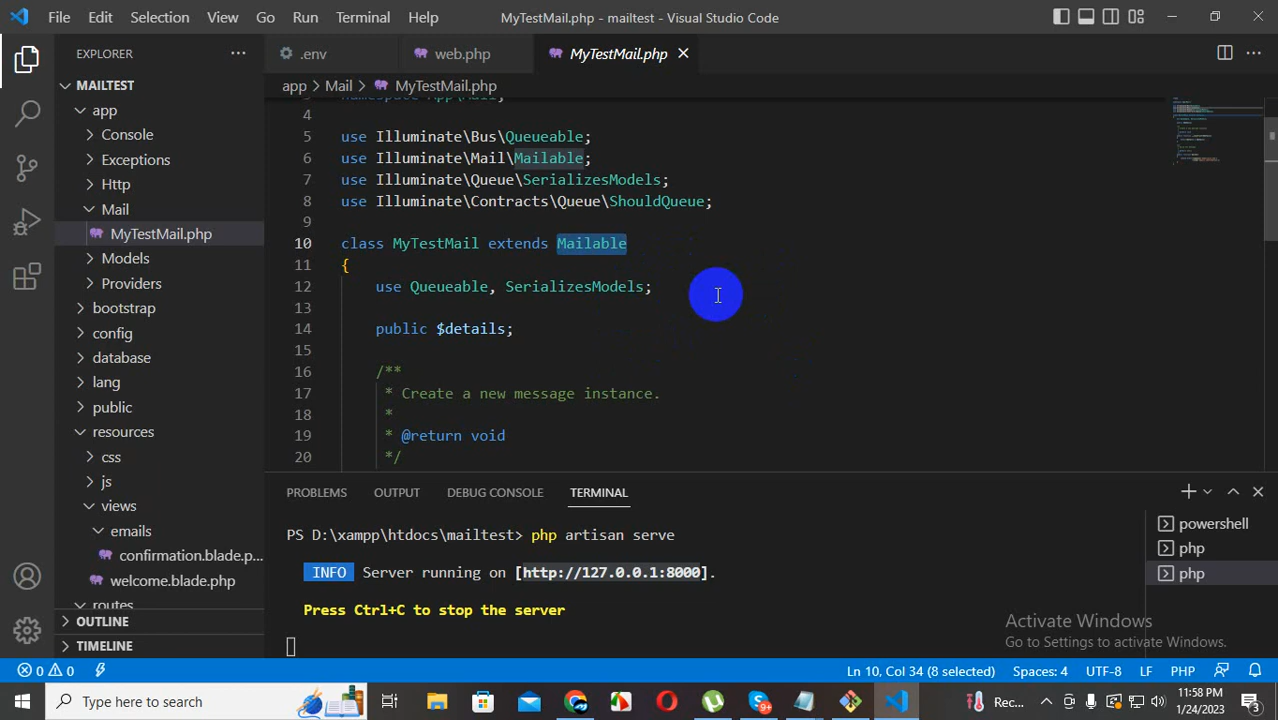 File Edit Selection View Go Run Terminal Help MyTestMail.php - mailtest - Visual Studio Code
EXPLORER
.env web.php MyTestMail.php
MAILTEST
app > Mail > MyTestMail.php
app
Console
Exceptions
Http
Mail
MyTestMail.php
Models
Providers
bootstrap
config
database
lang
public
resources
css
js
views
emails
confirmation.blade.p...
welcome.blade.php
routes
OUTLINE
TIMELINE
namespace App\Mail;
4
5 use Illuminate\Bus\Queueable;
6 use Illuminate\Mail\Mailable;
7 use Illuminate\Queue\SerializesModels;
8 use Illuminate\Contracts\Queue\ShouldQueue;
9
10 class MyTestMail extends Mailable
11 {
12 use Queueable, SerializesModels;
13
14 public $details;
15
16 /**
17 * Create a new message instance.
18 *
19 * @return void
20 */
PROBLEMS OUTPUT DEBUG CONSOLE TERMINAL
PS D:\xampp\htdocs\mailtest> php artisan serve
INFO Server running on [http://127.0.0.1:8000].
Press Ctrl+C to stop the server
powershell
php
php
Activate Windows
Go to Settings to activate Windows.
0 0 Ln 10, Col 34 (8 selected) Spaces: 4 UTF-8 LF PHP
Type here to search Rec... 11:58 PM
1/24/2023
3